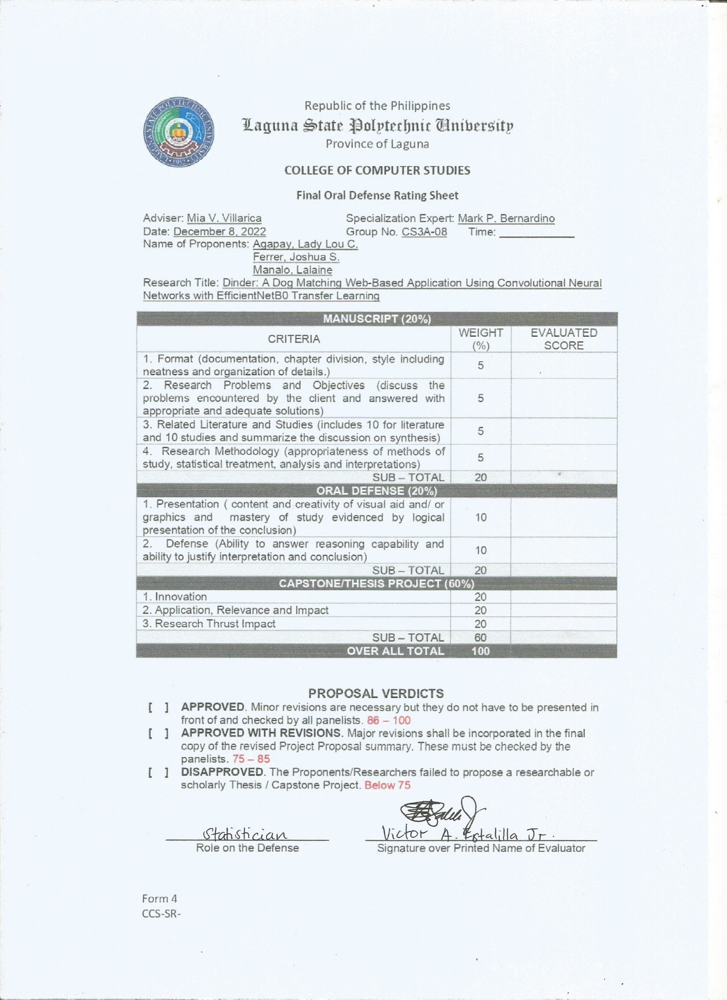 LAGUNA STATE POLYTECHNIC UNIVERSITY
• 1952 •
Republic of the Philippines
Laguna State Polytechnic University
Province of Laguna
COLLEGE OF COMPUTER STUDIES
Final Oral Defense Rating Sheet
Adviser: Mia V. Villarica Specialization Expert: Mark P. Bernardino
Date: December 8, 2022 Group No. CS3A-08 Time: ____________
Name of Proponents: Agapay, Lady Lou C.
Ferrer, Joshua S.
Manalo, Lalaine
Research Title: Dinder: A Dog Matching Web-Based Application Using Convolutional Neural
Networks with EfficientNetB0 Transfer Learning
MANUSCRIPT (20%)
CRITERIA WEIGHT (%) EVALUATED SCORE
1. Format (documentation, chapter division, style including
neatness and organization of details.) 5
2. Research Problems and Objectives (discuss the
problems encountered by the client and answered with 5
appropriate and adequate solutions)
3. Related Literature and Studies (includes 10 for literature
and 10 studies and summarize the discussion on synthesis) 5
4. Research Methodology (appropriateness of methods of
study, statistical treatment, analysis and interpretations) 5
SUB – TOTAL 20
ORAL DEFENSE (20%)
1. Presentation ( content and creativity of visual aid and/ or
graphics and mastery of study evidenced by logical 10
presentation of the conclusion)
2. Defense (Ability to answer reasoning capability and
ability to justify interpretation and conclusion) 10
SUB – TOTAL 20
CAPSTONE/THESIS PROJECT (60%)
1. Innovation 20
2. Application, Relevance and Impact 20
3. Research Thrust Impact 20
SUB – TOTAL 60
OVER ALL TOTAL 100
PROPOSAL VERDICTS
[ ] APPROVED. Minor revisions are necessary but they do not have to be presented in
front of and checked by all panelists. 86 – 100
[ ] APPROVED WITH REVISIONS. Major revisions shall be incorporated in the final
copy of the revised Project Proposal summary. These must be checked by the
panelists. 75 – 85
[ ] DISAPPROVED. The Proponents/Researchers failed to propose a researchable or
scholarly Thesis / Capstone Project. Below 75
Statistician Victor A. Estalilla Jr.
Role on the Defense Signature over Printed Name of Evaluator
Form 4
CCS-SR-